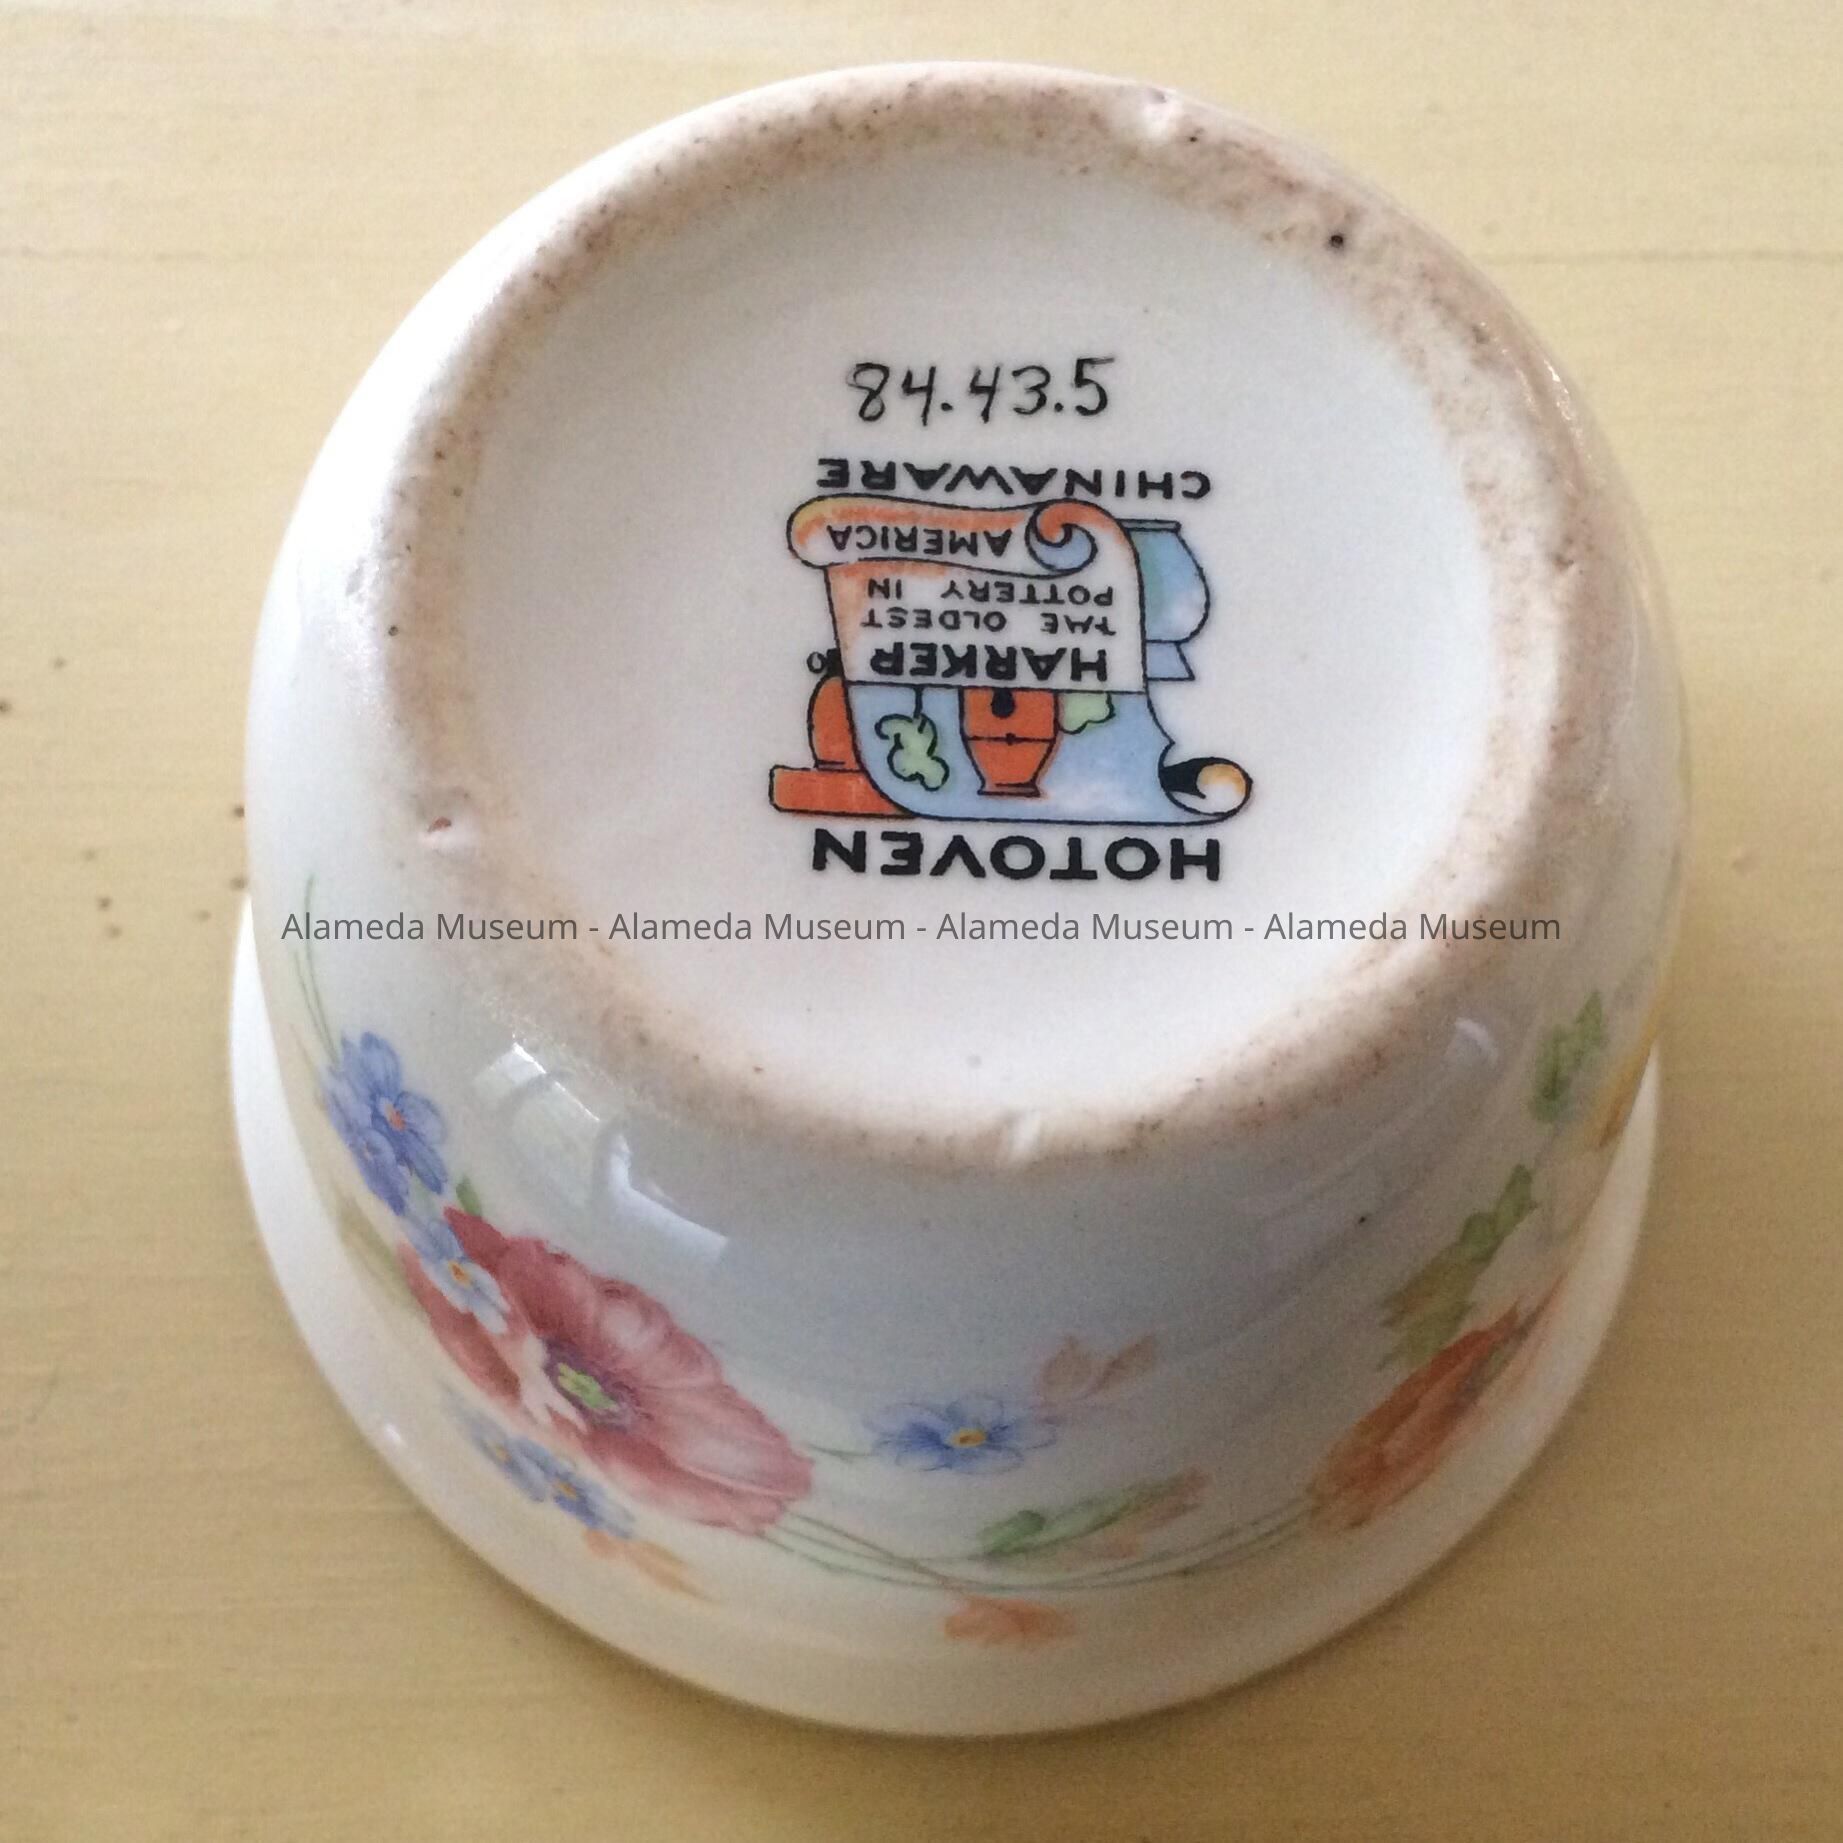 84.43.5
HOTOVEN
HARKER
THE OLDEST
POTTERY IN
AMERICA
CHINAWARE
Alameda Museum - Alameda Museum - Alameda Museum - Alameda Museum